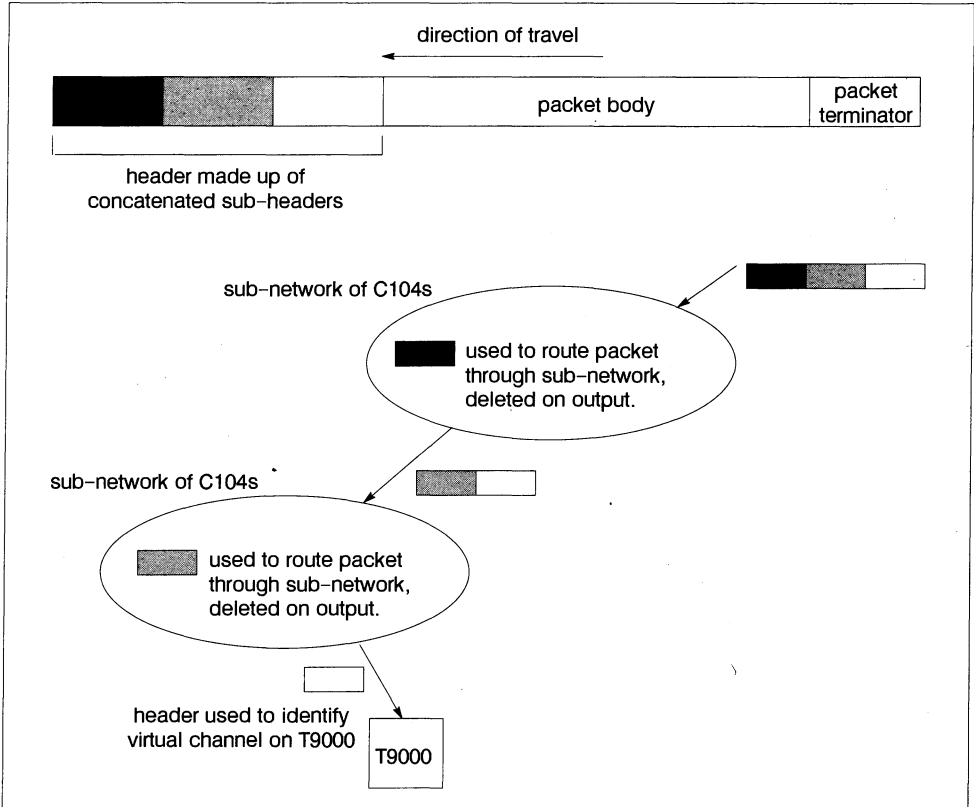 direction of travel
packet body
packet
terminator
header made up of
concatenated sub-headers
sub-network of C104s
used to route packet
through sub-network,
deleted on output.
sub-network of C104s
used to route packet
through sub-network,
deleted on output.
header used to identify
virtual channel on T9000
T9000